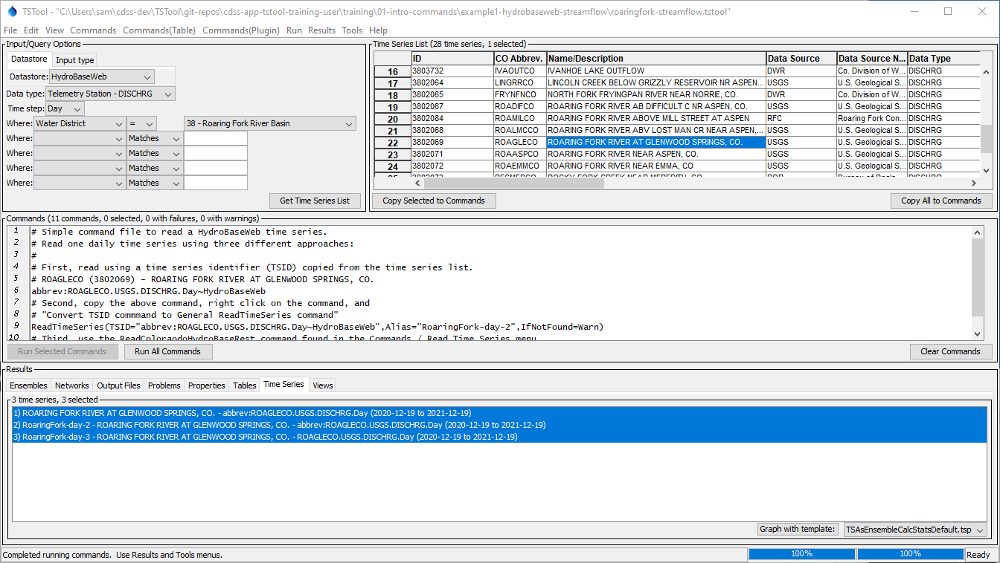 TSTool - "C:\Users\sam\cdss-dev\TSTool\git-repos\cdss-app-tstool-training-user\training\01-intro-commands\example1-hydrobaseweb-streamflow\roaringfork-streamflow.tstool"
File Edit View Commands Commands(Table) Commands(Plugin) Run Results Tools Help
Input/Query Options
Datastore Input type
Datastore: HydroBaseWeb
Data type: Telemetry Station - DISCHRG
Time step: Day
Where: Water District = 38 - Roaring Fork River Basin
Where: Matches
Where: Matches
Where: Matches
Where: Matches
Get Time Series List
Time Series List (28 time series, 1 selected)
ID CO Abbrev. Name/Description Data Source Data Source N... Data Type
16 3803732 IVAOUTCO IVANHOE LAKE OUTFLOW DWR Co. Division of W... DISCHRG
17 3802064 LINGRRCO LINCOLN CREEK BELOW GRIZZLY RESERVOIR NR ASPEN... USGS U.S. Geological S... DISCHRG
18 3802065 FRYNFNCO NORTH FORK FRYINGPAN RIVER NEAR NORRIE, CO. DWR Co. Division of W... DISCHRG
19 3802067 ROADIFCO ROARING FORK RIVER AB DIFFICULT C NR ASPEN, CO. USGS U.S. Geological S... DISCHRG
20 3802084 ROAMILCO ROARING FORK RIVER ABOVE MILL STREET AT ASPEN RFC Roaring Fork Con... DISCHRG
21 3802068 ROALMCCO ROARING FORK RIVER ABV LOST MAN CR NEAR ASPEN,... USGS U.S. Geological S... DISCHRG
22 3802069 ROAGLECO ROARING FORK RIVER AT GLENWOOD SPRINGS, CO. USGS U.S. Geological S... DISCHRG
23 3802071 ROAASPCO ROARING FORK RIVER NEAR ASPEN, CO. USGS U.S. Geological S... DISCHRG
24 3802072 ROAEMMCO ROARING FORK RIVER NEAR EMMA, CO USGS U.S. Geological S... DISCHRG
Copy Selected to Commands Copy All to Commands
Commands (11 commands, 0 selected, 0 with failures, 0 with warnings)
1 # Simple command file to read a HydroBaseWeb time series.
2 # Read one daily time series using three different approaches:
3 #
4 # First, read using a time series identifier (TSID) copied from the time series list.
5 # ROAGLECO (3802069) - ROARING FORK RIVER AT GLENWOOD SPRINGS, CO.
6 abbrev:ROAGLECO.USGS.DISCHRG.Day~HydroBaseWeb
7 # Second, copy the above command, right click on the command, and
8 # "Convert TSID commmand to General ReadTimeSeries command"
9 ReadTimeSeries(TSID="abbrev:ROAGLECO.USGS.DISCHRG.Day~HydroBaseWeb",Alias="RoaringFork-day-2",IfNotFound=Warn)
10 # Third, use the ReadColoraodoHydroBaseRest command found in the Commands / Read Time Series menu
Run Selected Commands Run All Commands Clear Commands
Results
Ensembles Networks Output Files Problems Properties Tables Time Series Views
3 time series, 3 selected
1) ROARING FORK RIVER AT GLENWOOD SPRINGS, CO. - abbrev:ROAGLECO.USGS.DISCHRG.Day (2020-12-19 to 2021-12-19)
2) RoaringFork-day-2 - ROARING FORK RIVER AT GLENWOOD SPRINGS, CO. - abbrev:ROAGLECO.USGS.DISCHRG.Day (2020-12-19 to 2021-12-19)
3) RoaringFork-day-3 - ROARING FORK RIVER AT GLENWOOD SPRINGS, CO. - ROAGLECO.USGS.DISCHRG.Day (2020-12-19 to 2021-12-19)
Graph with template: TSAsEnsembleCalcStatsDefault.tsp
Completed running commands. Use Results and Tools menus. 100% 100% Ready